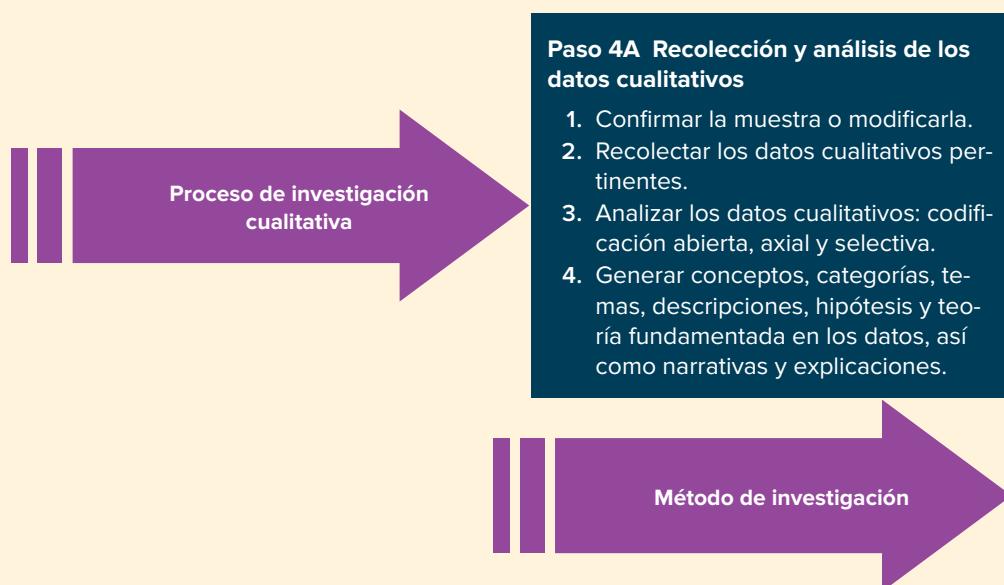 Paso 4A Recolección y análisis de los
datos cualitativos
1. Confirmar la muestra o modificarla.
2. Recolectar los datos cualitativos per-
tinentes.
3. Analizar los datos cualitativos: codifi-
cación abierta, axial y selectiva.
4. Generar conceptos, categorías, te-
mas, descripciones, hipótesis y teo-
ría fundamentada en los datos, así
como narrativas y explicaciones.
Proceso de investigación
cualitativa
Método de investigación